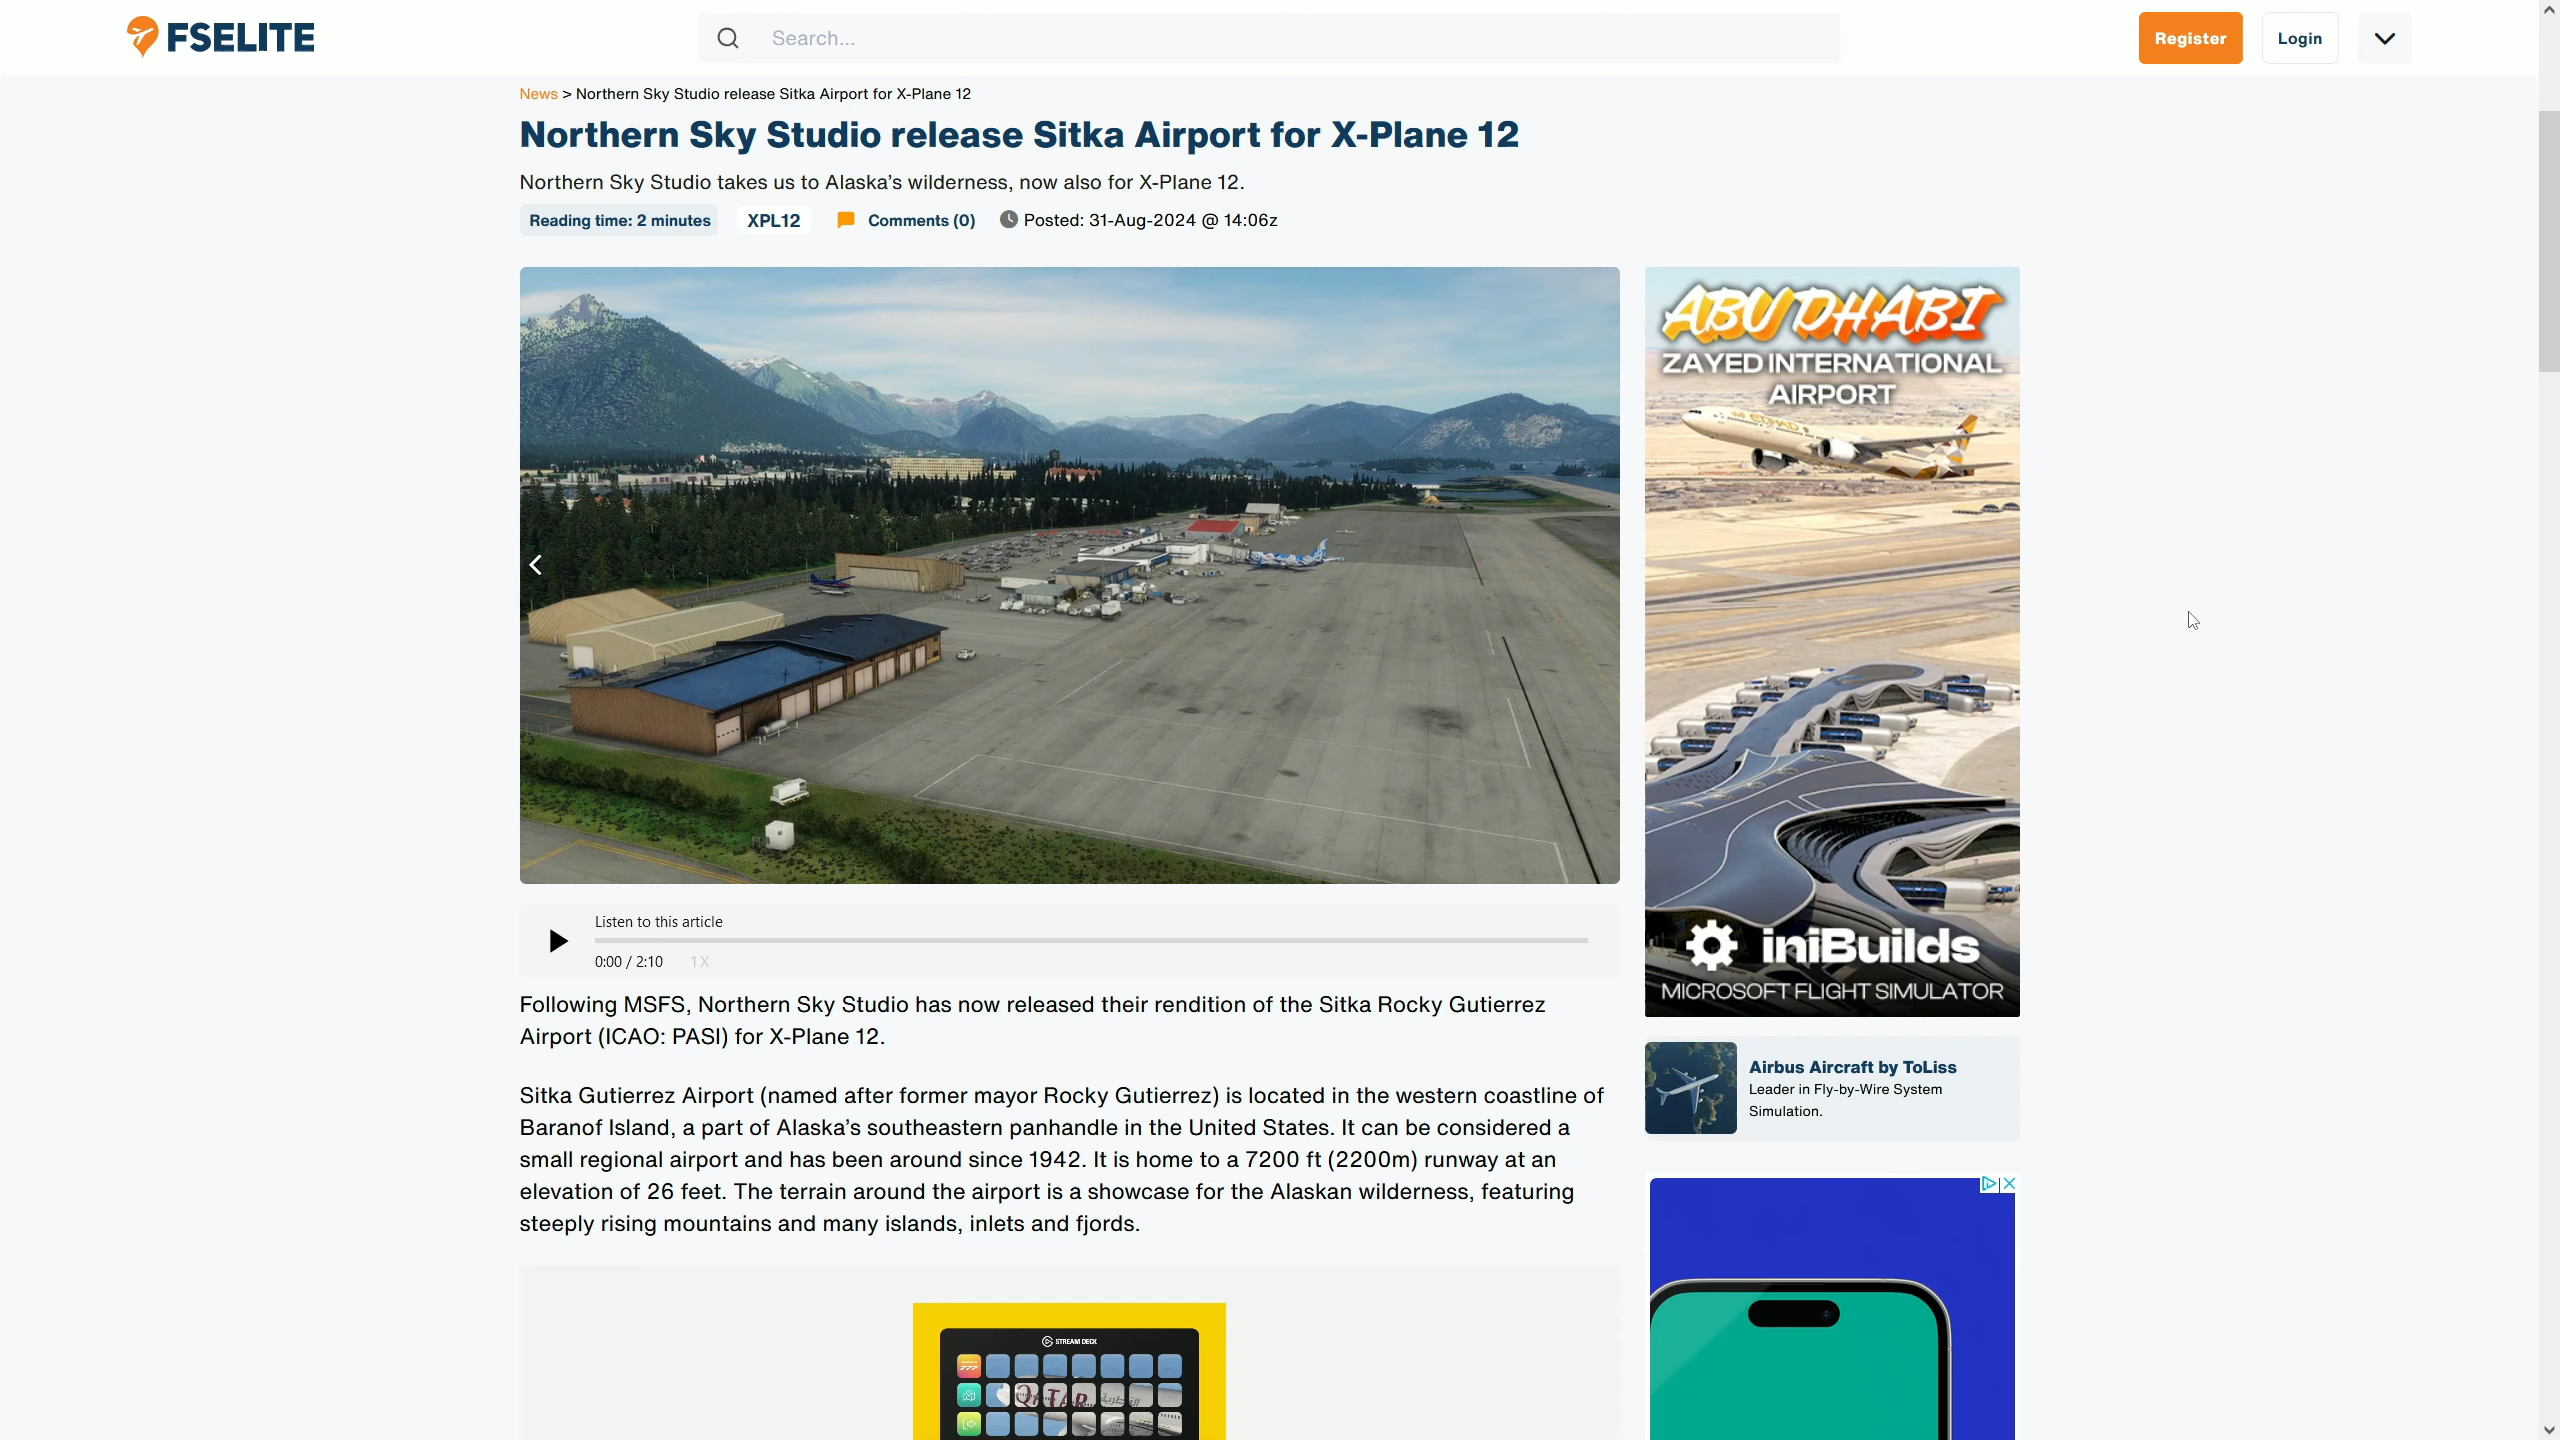 FSELITE
Search...
Register
Login
News > Northern Sky Studio release Sitka Airport for X-Plane 12
Northern Sky Studio release Sitka Airport for X-Plane 12
Northern Sky Studio takes us to Alaska’s wilderness, now also for X-Plane 12.
Reading time: 2 minutes
XPL12
Comments (0)
Posted: 31-Aug-2024 @ 14:06z
ABU DHABI
ZAYED INTERNATIONAL
AIRPORT
ETIHAD
iniBuilds
MICROSOFT FLIGHT SIMULATOR
Listen to this article
0:00 / 2:10
1X
Following MSFS, Northern Sky Studio has now released their rendition of the Sitka Rocky Gutierrez
Airport (ICAO: PASI) for X-Plane 12.
Sitka Gutierrez Airport (named after former mayor Rocky Gutierrez) is located in the western coastline of
Baranof Island, a part of Alaska’s southeastern panhandle in the United States. It can be considered a
small regional airport and has been around since 1942. It is home to a 7200 ft (2200m) runway at an
elevation of 26 feet. The terrain around the airport is a showcase for the Alaskan wilderness, featuring
steeply rising mountains and many islands, inlets and fjords.
Airbus Aircraft by ToLiss
Leader in Fly-by-Wire System
Simulation.
STREAM DECK
QATAR